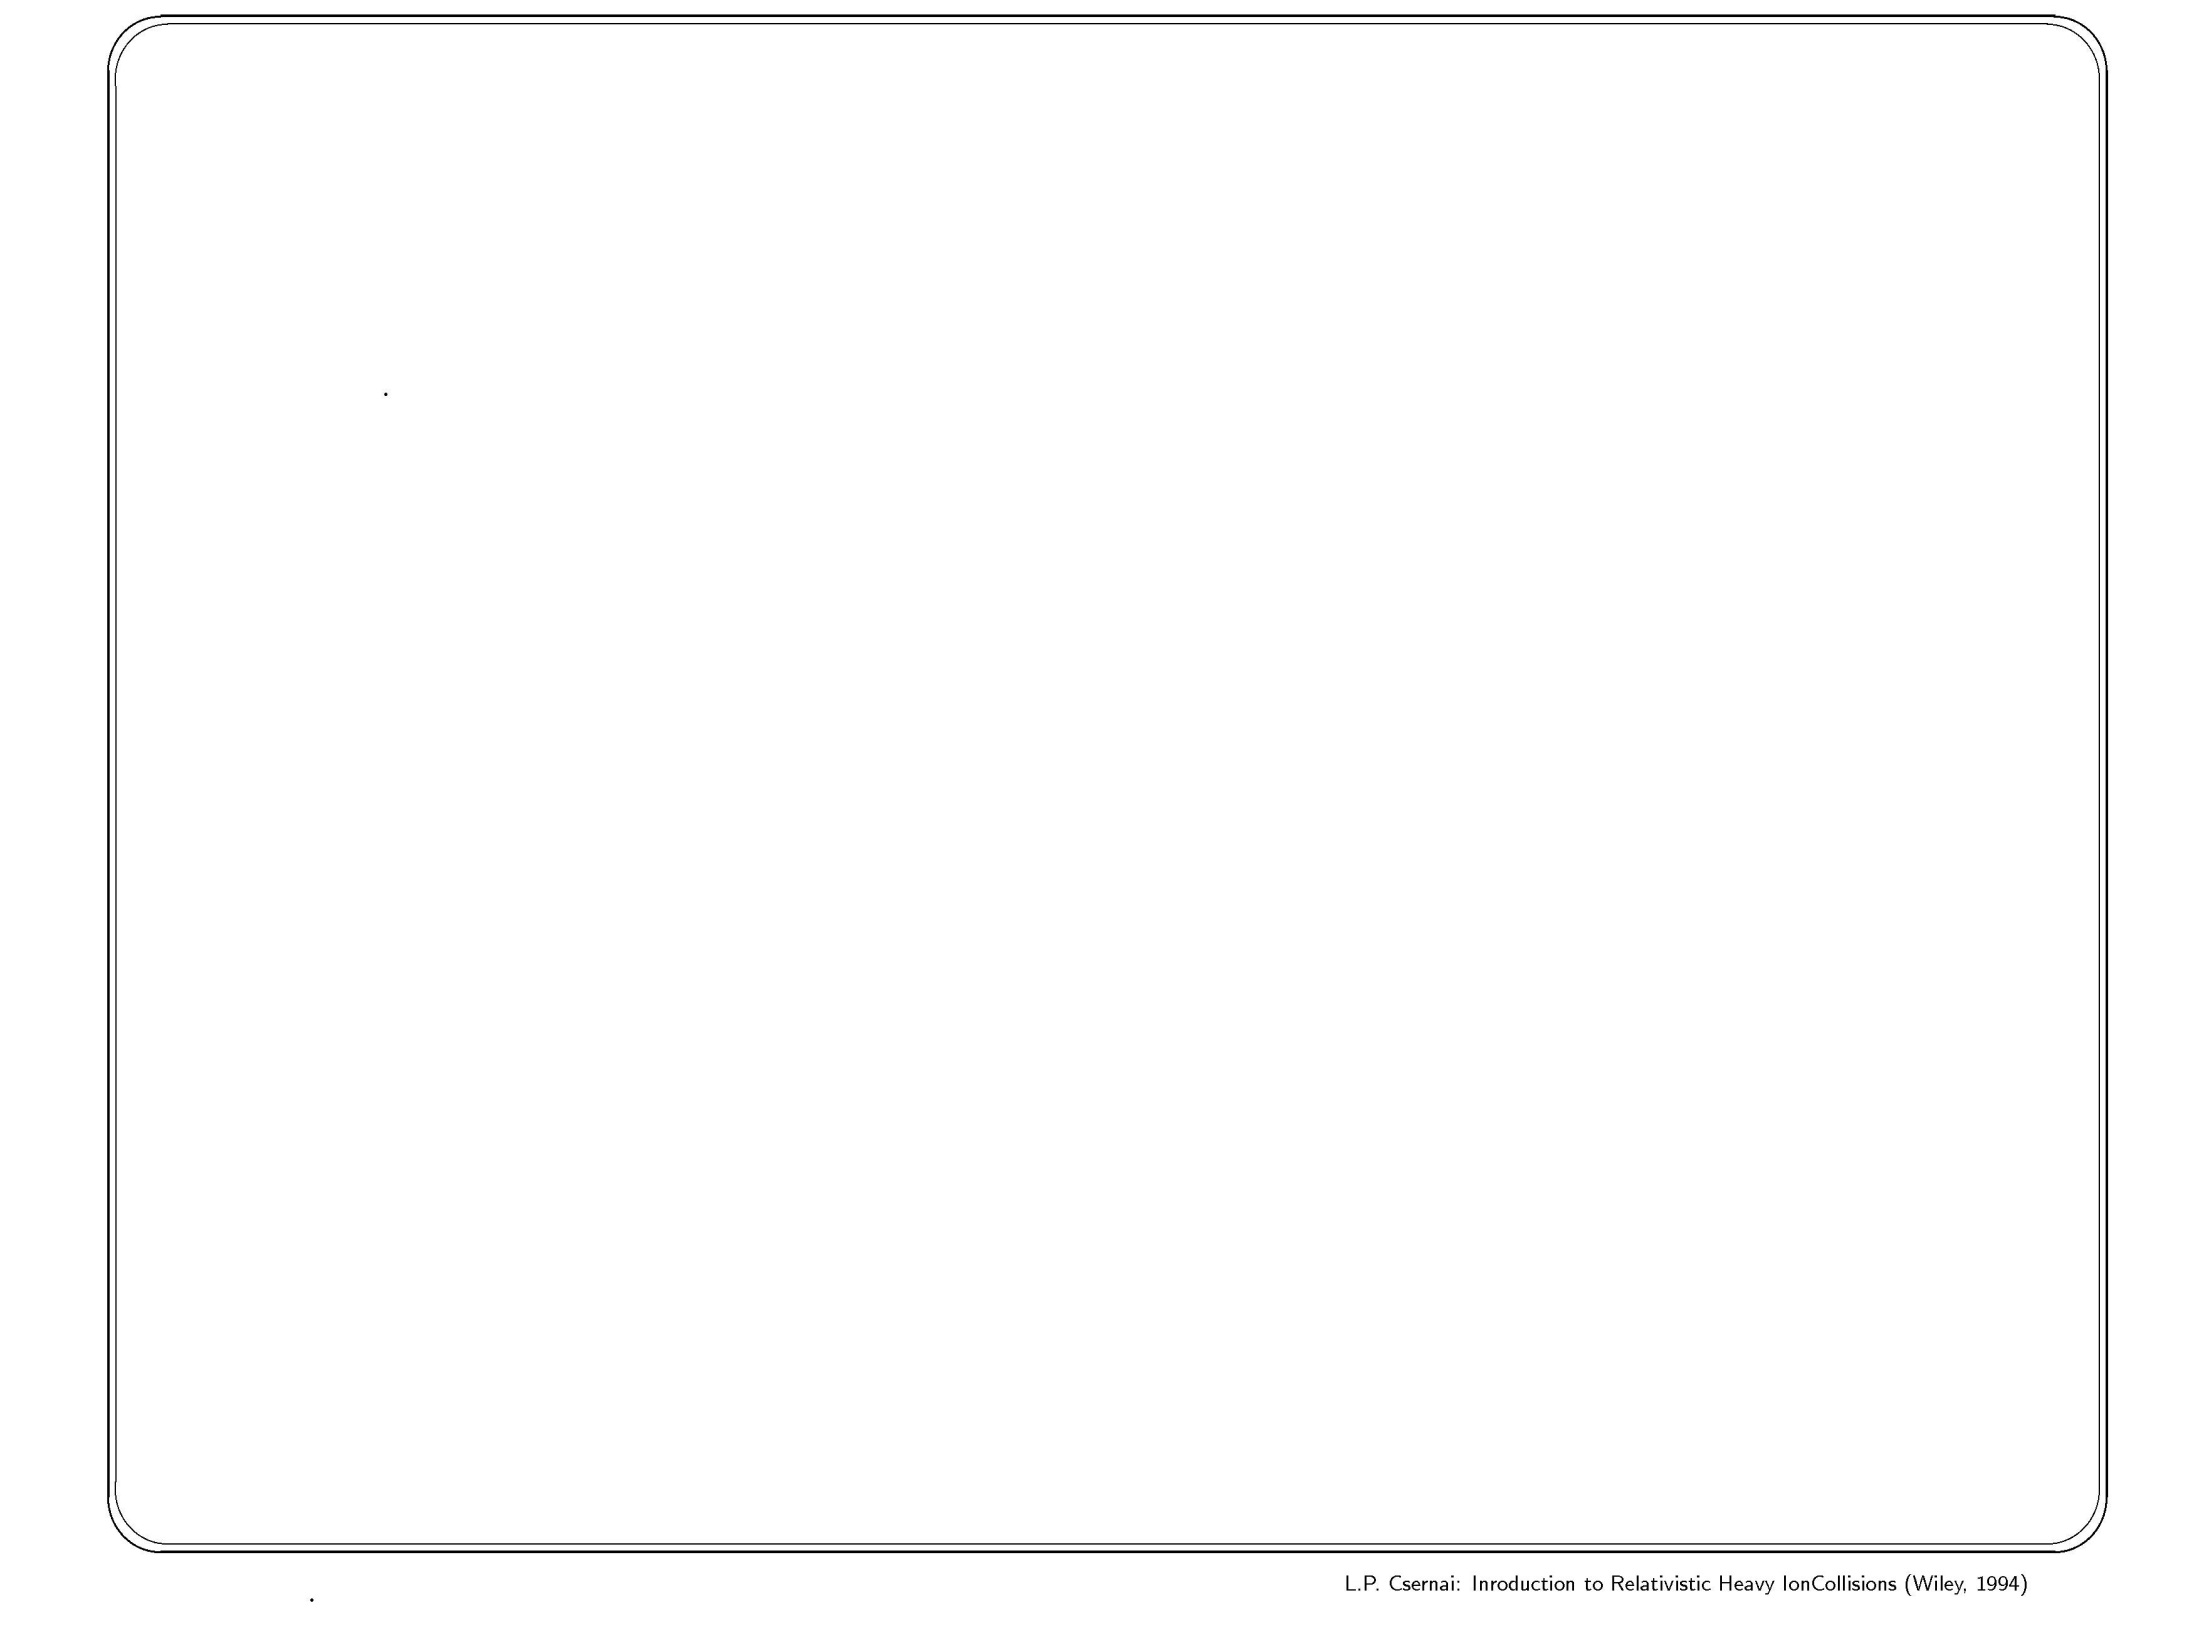 .
L.P. Csernai: Inroduction to Relativistic Heavy IonCollisions (Wiley, 1994)
.